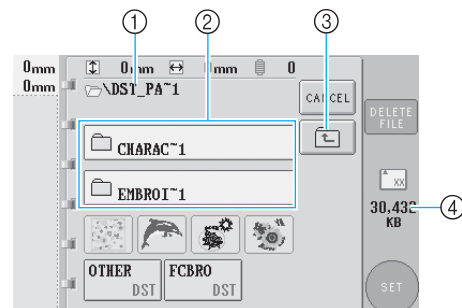 1 2 3
0mm 0mm 0mm 0
0mm \DST_PA~1
CANCEL
DELETE FILE
CHARAC~1
XX
EMBROI~1
30,432 KB 4
OTHER DST FCBRO DST
SET